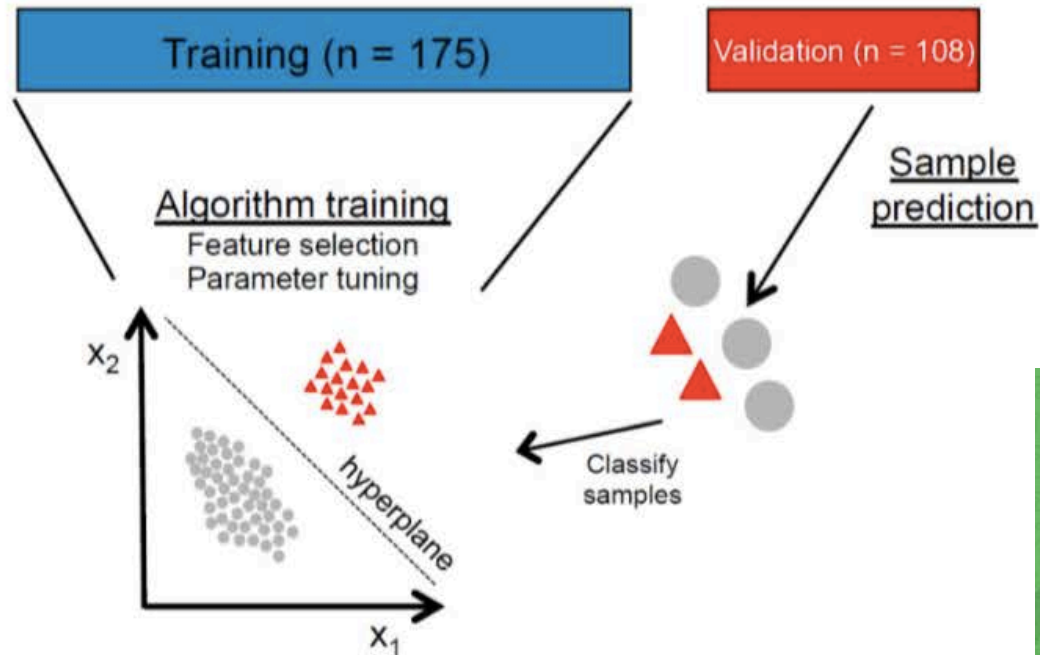 Training (n = 175)
Validation (n = 108)
Sample
prediction
Algorithm training
Feature selection
Parameter tuning
x2
hyperplane
Classify
samples
x1